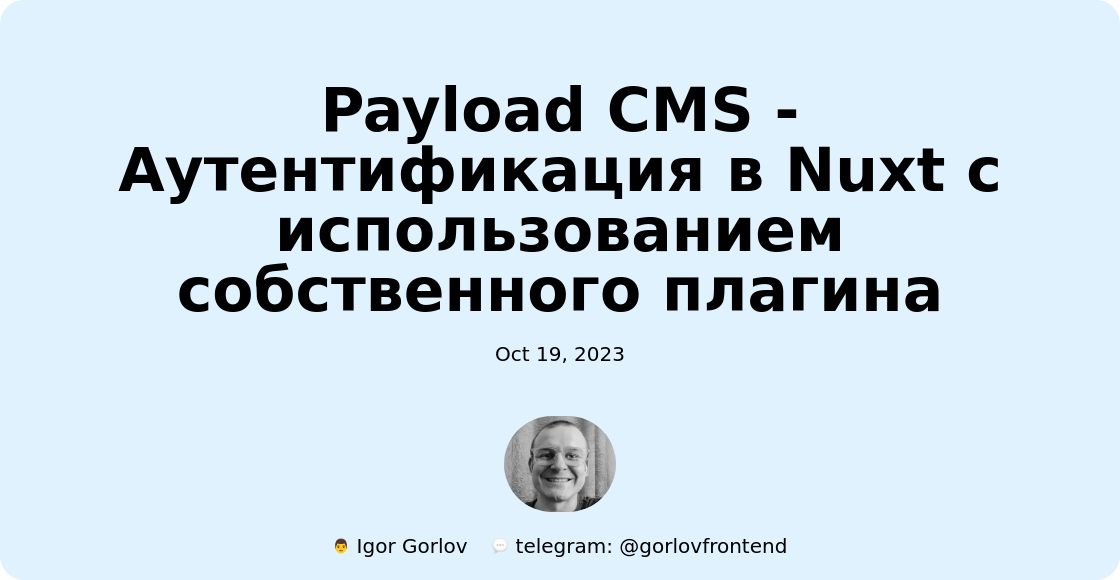 Payload CMS -
Аутентификация в Nuxt с
использованием
собственного плагина
Oct 19, 2023
👨 Igor Gorlov 💬 telegram: @gorlovfrontend